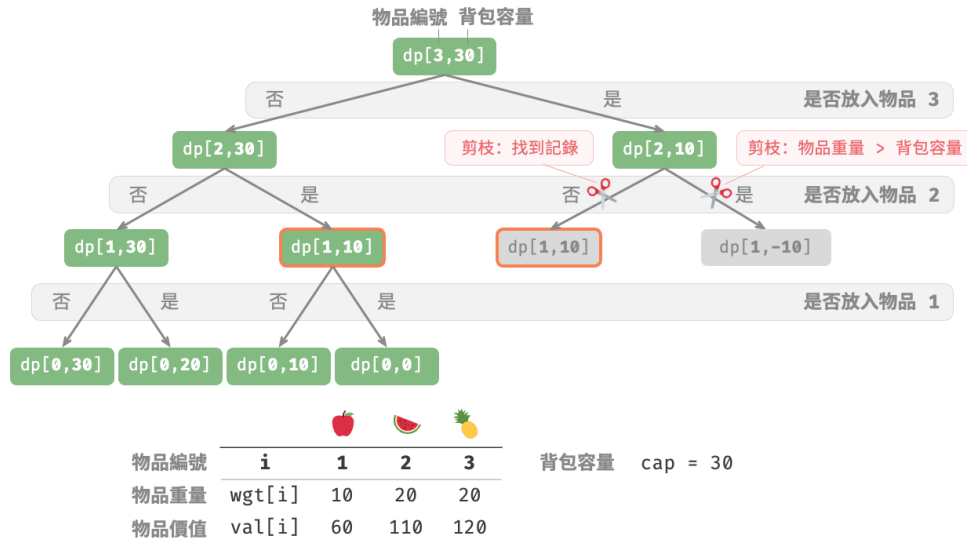 物品編號 背包容量
dp[3,30]
否 是 是否放入物品 3
dp[2,30] 剪枝：找到記錄 dp[2,10] 剪枝：物品重量 > 背包容量
否 是 否 是 是否放入物品 2
dp[1,30] dp[1,10] dp[1,10] dp[1,-10]
否 是 否 是 是否放入物品 1
dp[0,30] dp[0,20] dp[0,10] dp[0,0]
物品編號 i 1 2 3 背包容量 cap = 30
物品重量 wgt[i] 10 20 20
物品價值 val[i] 60 110 120